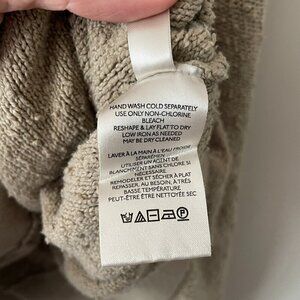 HAND WASH COLD SEPARATELY
USE ONLY NON-CHLORINE
BLEACH
RESHAPE & LAY FLAT TO DRY
LOW IRON AS NEEDED
MAY BE DRY CLEANED
LAVER À LA MAIN À L'EAU FROIDE
SÉPARÉMENT
UTILISER UN AGENT DE
BLANCHIMENT SANS CHLORE SI
NÉCESSAIRE
REMODELER ET SÉCHER À PLAT
REPASSER, AU BESOIN, À TRÈS
BASSE TEMPÉRATURE
PEUT-ÊTRE ÊTRE NETTOYÉE SEC
P